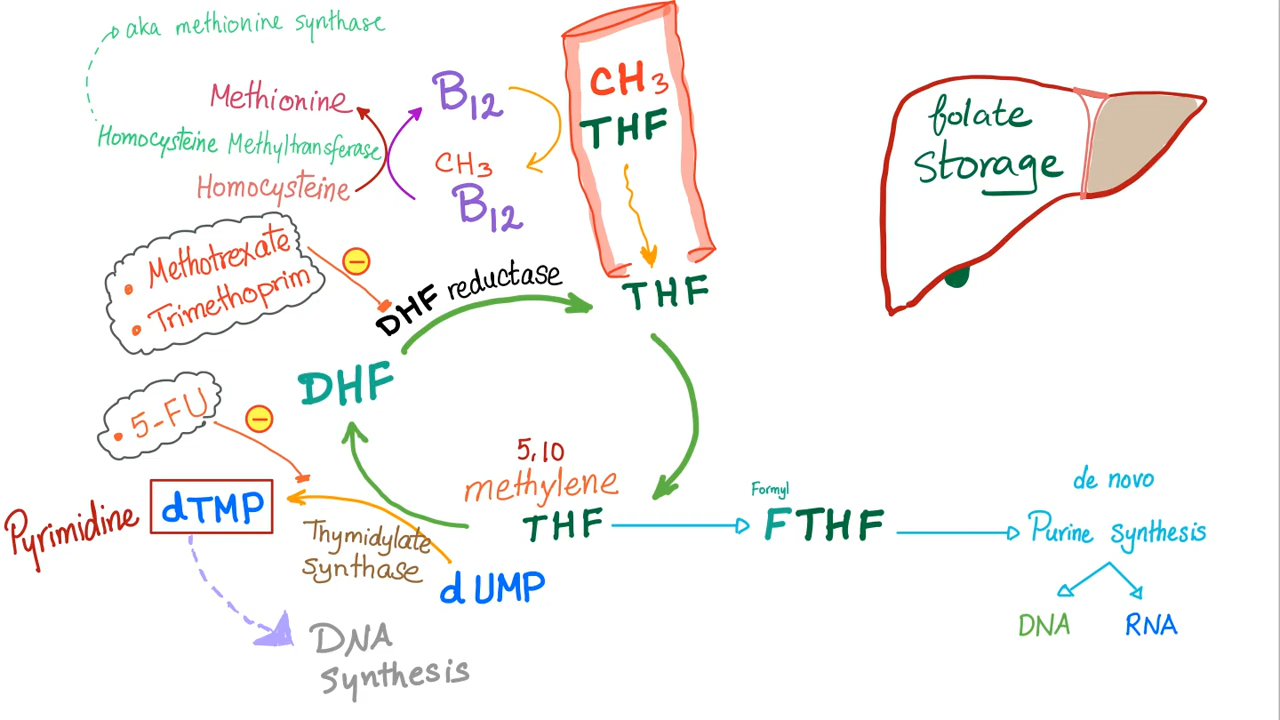 aka methionine synthase
Methionine
Homocysteine Methyltransferase
Homocysteine
B12
CH3
B12
CH3
THF
THF
folate
storage
• Methotrexate
• Trimethoprim
−
DHF reductase
DHF
• 5-FU
−
Pyrimidine
dTMP
Thymidylate
synthase
dUMP
DNA
synthesis
5,10
methylene
THF
Formyl
FTHF
de novo
Purine synthesis
DNA
RNA